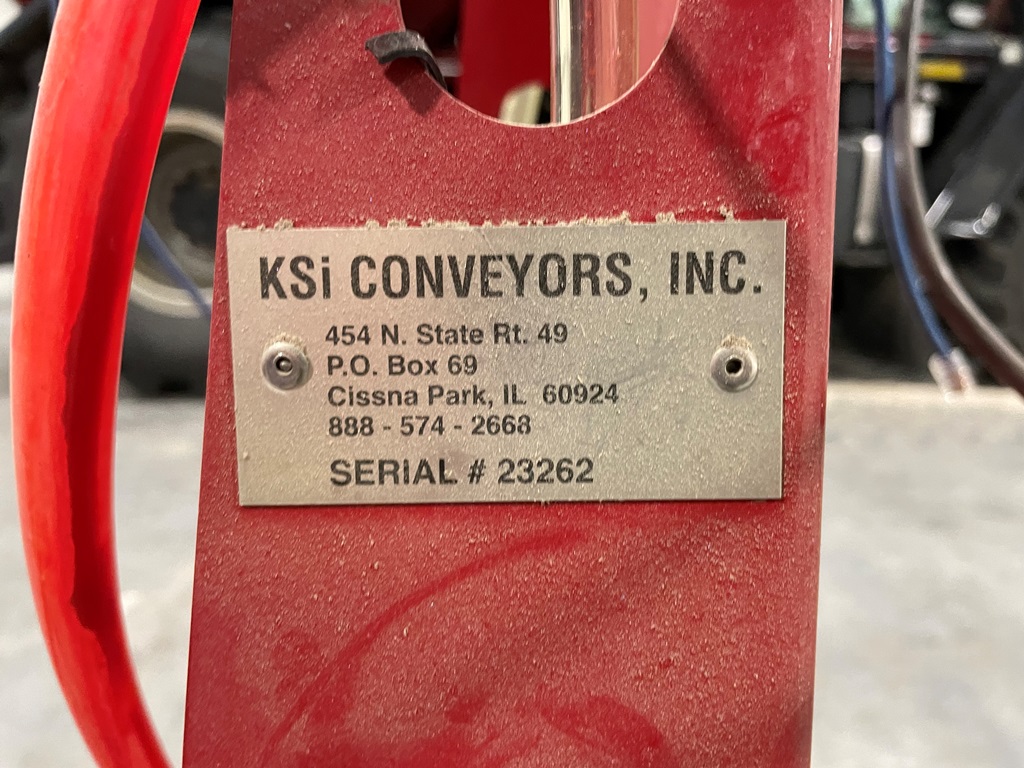 KSi CONVEYORS, INC.
454 N. State Rt. 49
P.O. Box 69
Cissna Park, IL 60924
888 - 574 - 2668
SERIAL # 23262